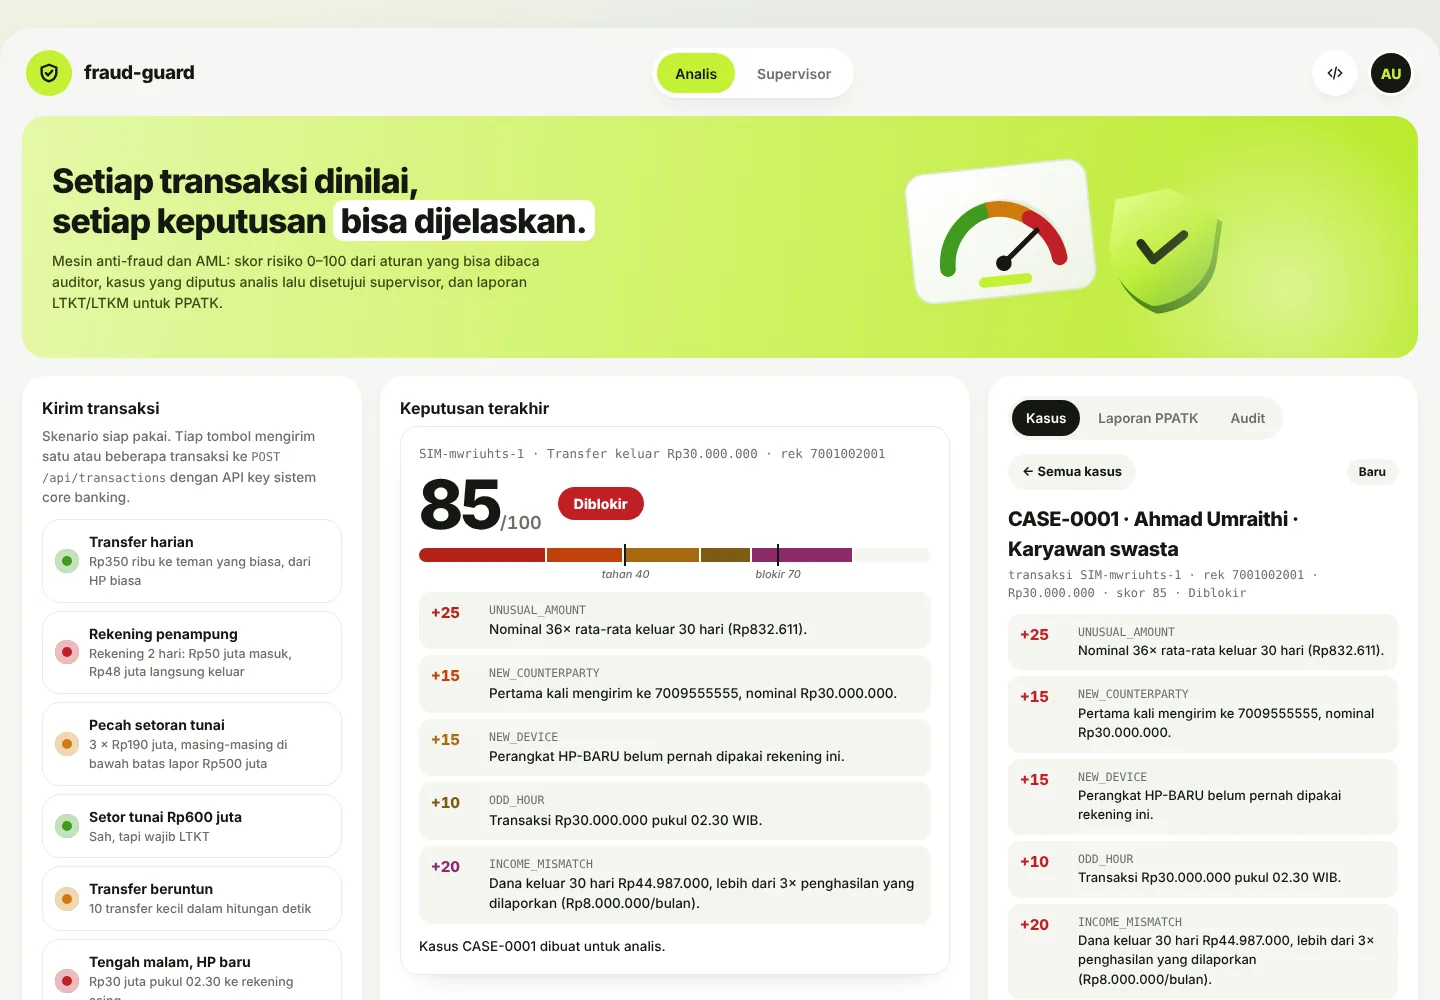 fraud-guard
Analis
Supervisor
AU
Setiap transaksi dinilai,
setiap keputusan bisa dijelaskan.
Mesin anti-fraud dan AML: skor risiko 0–100 dari aturan yang bisa dibaca
auditor, kasus yang diputus analis lalu disetujui supervisor, dan laporan
LTKT/LTKM untuk PPATK.
Kirim transaksi
Skenario siap pakai. Tiap tombol mengirim
satu atau beberapa transaksi ke POST
/api/transactions dengan API key sistem
core banking.
Transfer harian
Rp350 ribu ke teman yang biasa, dari
HP biasa
Rekening penampung
Rekening 2 hari: Rp50 juta masuk,
Rp48 juta langsung keluar
Pecah setoran tunai
3 × Rp190 juta, masing-masing di
bawah batas lapor Rp500 juta
Setor tunai Rp600 juta
Sah, tapi wajib LTKT
Transfer beruntun
10 transfer kecil dalam hitungan detik
Tengah malam, HP baru
Rp30 juta pukul 02.30 ke rekening
Keputusan terakhir
SIM-mwriuhts-1 · Transfer keluar Rp30.000.000 · rek 7001002001
85/100
Diblokir
tahan 40
blokir 70
+25
UNUSUAL_AMOUNT
Nominal 36× rata-rata keluar 30 hari (Rp832.611).
+15
NEW_COUNTERPARTY
Pertama kali mengirim ke 7009555555, nominal Rp30.000.000.
+15
NEW_DEVICE
Perangkat HP-BARU belum pernah dipakai rekening ini.
+10
ODD_HOUR
Transaksi Rp30.000.000 pukul 02.30 WIB.
+20
INCOME_MISMATCH
Dana keluar 30 hari Rp44.987.000, lebih dari 3× penghasilan yang
dilaporkan (Rp8.000.000/bulan).
Kasus CASE-0001 dibuat untuk analis.
Kasus
Laporan PPATK
Audit
← Semua kasus
Baru
CASE-0001 · Ahmad Umraithi ·
Karyawan swasta
transaksi SIM-mwriuhts-1 · rek 7001002001 ·
Rp30.000.000 · skor 85 · Diblokir
+25
UNUSUAL_AMOUNT
Nominal 36× rata-rata keluar 30 hari (Rp832.611).
+15
NEW_COUNTERPARTY
Pertama kali mengirim ke 7009555555, nominal
Rp30.000.000.
+15
NEW_DEVICE
Perangkat HP-BARU belum pernah dipakai
rekening ini.
+10
ODD_HOUR
Transaksi Rp30.000.000 pukul 02.30 WIB.
+20
INCOME_MISMATCH
Dana keluar 30 hari Rp44.987.000, lebih dari 3×
penghasilan yang dilaporkan
(Rp8.000.000/bulan).